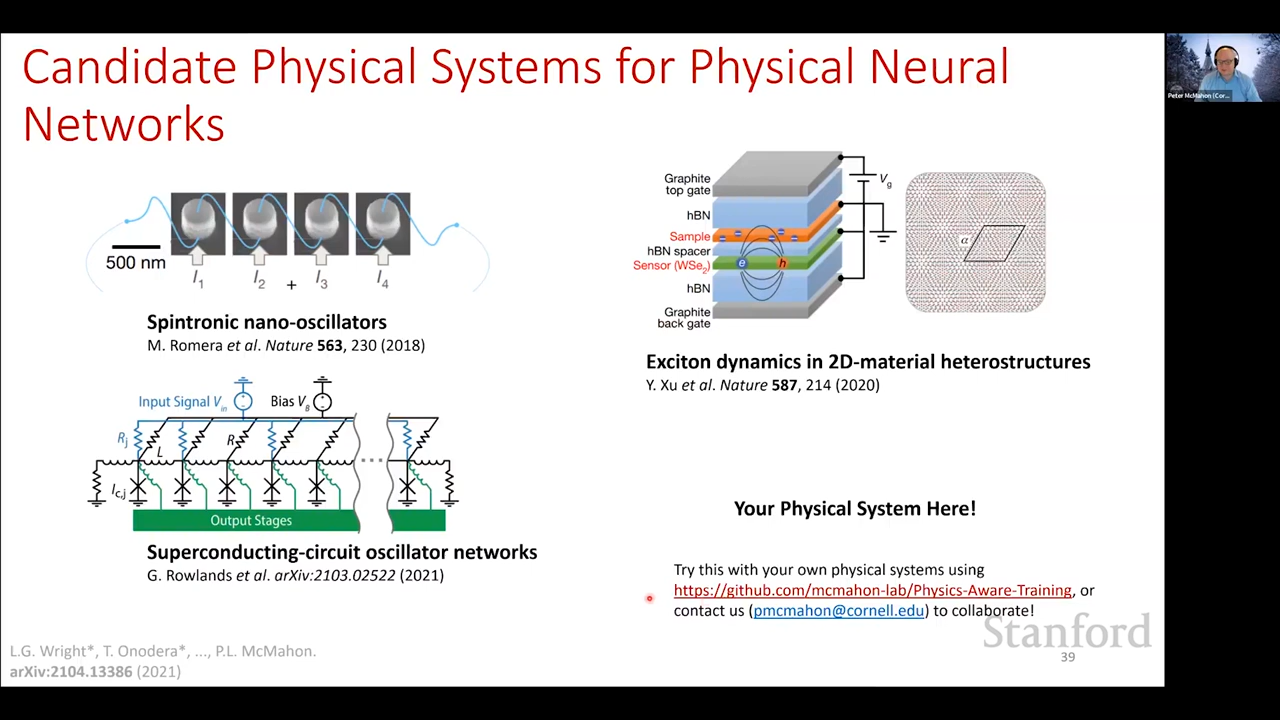 Candidate Physical Systems for Physical Neural
Networks
Peter McMahon (Cor...
500 nm
I1
I2
+
I3
I4
Spintronic nano-oscillators
M. Romera et al. Nature 563, 230 (2018)
Graphite
top gate
hBN
Sample
hBN spacer
Sensor (WSe2)
hBN
Graphite
back gate
e
h
Vg
α
Exciton dynamics in 2D-material heterostructures
Y. Xu et al. Nature 587, 214 (2020)
Input Signal Vin
Bias VB
Rj
L
R
Ic,j
Output Stages
Superconducting-circuit oscillator networks
G. Rowlands et al. arXiv:2103.02522 (2021)
Your Physical System Here!
Try this with your own physical systems using
https://github.com/mcmahon-lab/Physics-Aware-Training, or
contact us (pmcmahon@cornell.edu) to collaborate!
Stanford
39
L.G. Wright*, T. Onodera*, ..., P.L. McMahon.
arXiv:2104.13386 (2021)